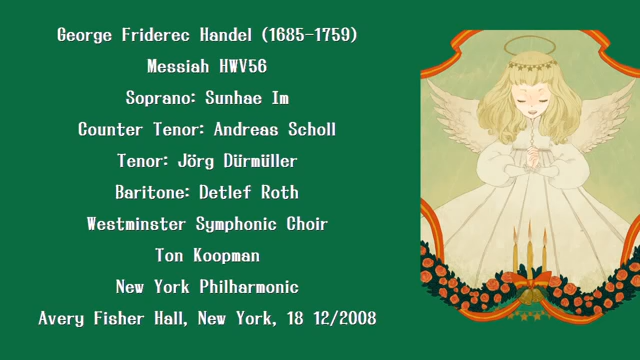 George Friderec Handel (1685-1759)
Messiah HWV56
Soprano: Sunhae Im
Counter Tenor: Andreas Scholl
Tenor: Jörg Dürmüller
Baritone: Detlef Roth
Westminster Symphonic Choir
Ton Koopman
New York Philharmonic
Avery Fisher Hall, New York, 18 12/2008